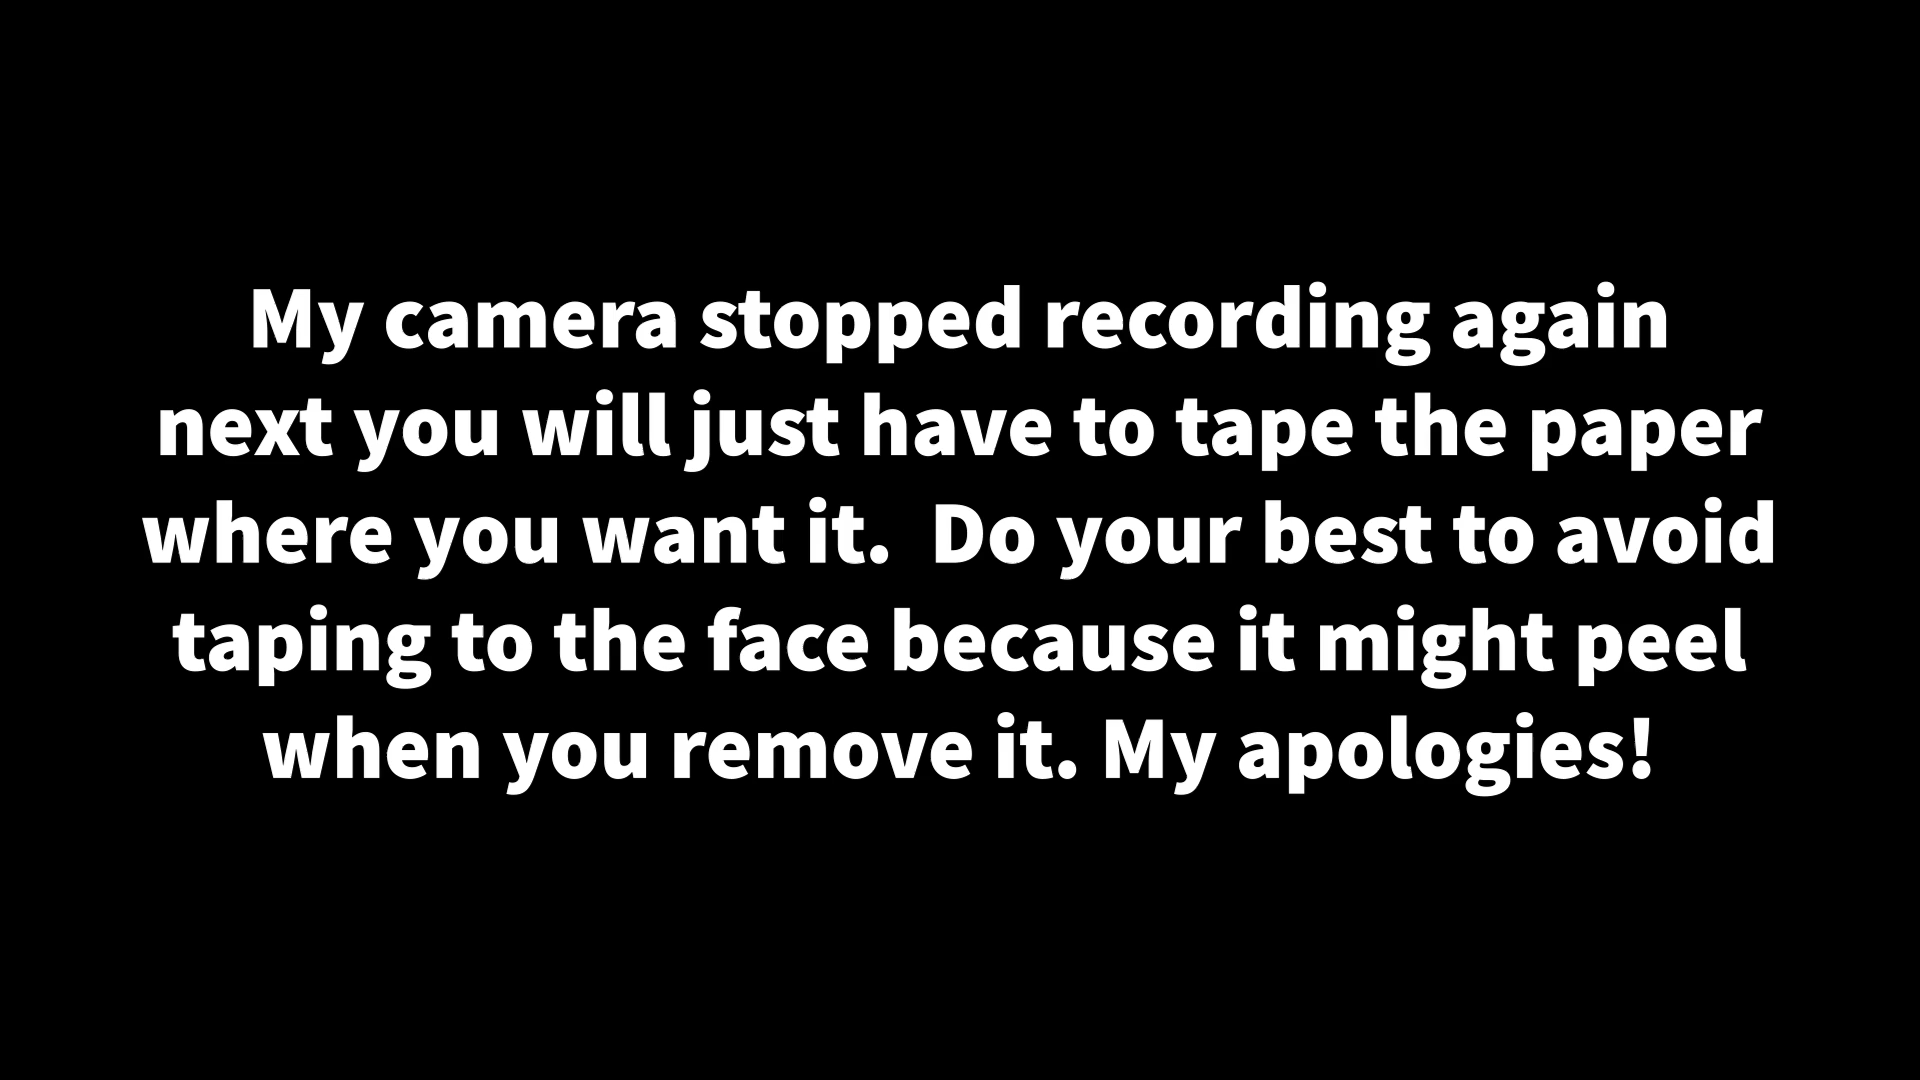 My camera stopped recording again
next you will just have to tape the paper
where you want it.  Do your best to avoid
taping to the face because it might peel
when you remove it. My apologies!